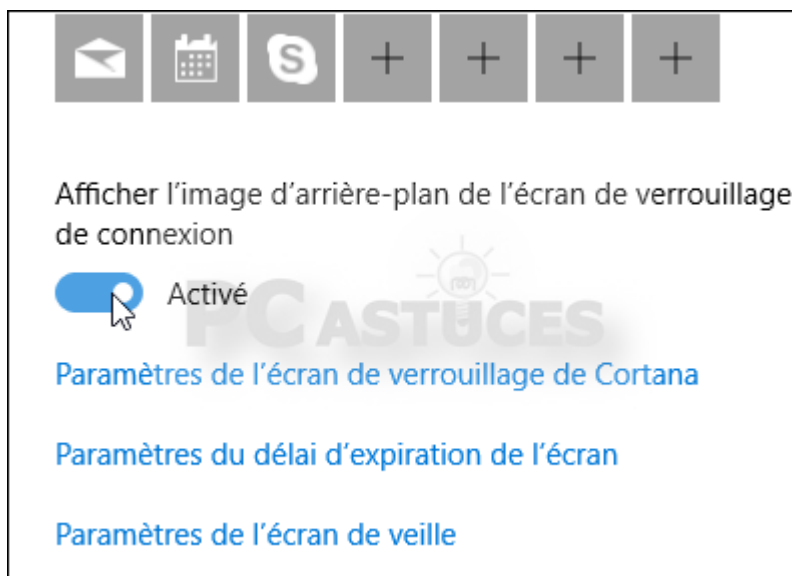 S
Afficher l'image d'arrière-plan de l'écran de verrouillage
de connexion
Activé
PC ASTUCES
Paramètres de l'écran de verrouillage de Cortana
Paramètres du délai d'expiration de l'écran
Paramètres de l'écran de veille